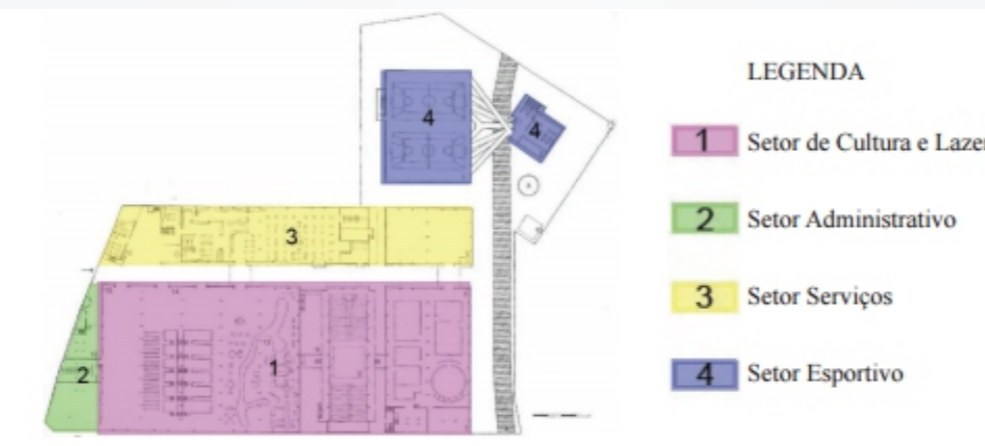 4
4
3
2
1
LEGENDA
1 Setor de Cultura e Lazer
2 Setor Administrativo
3 Setor Serviços
4 Setor Esportivo